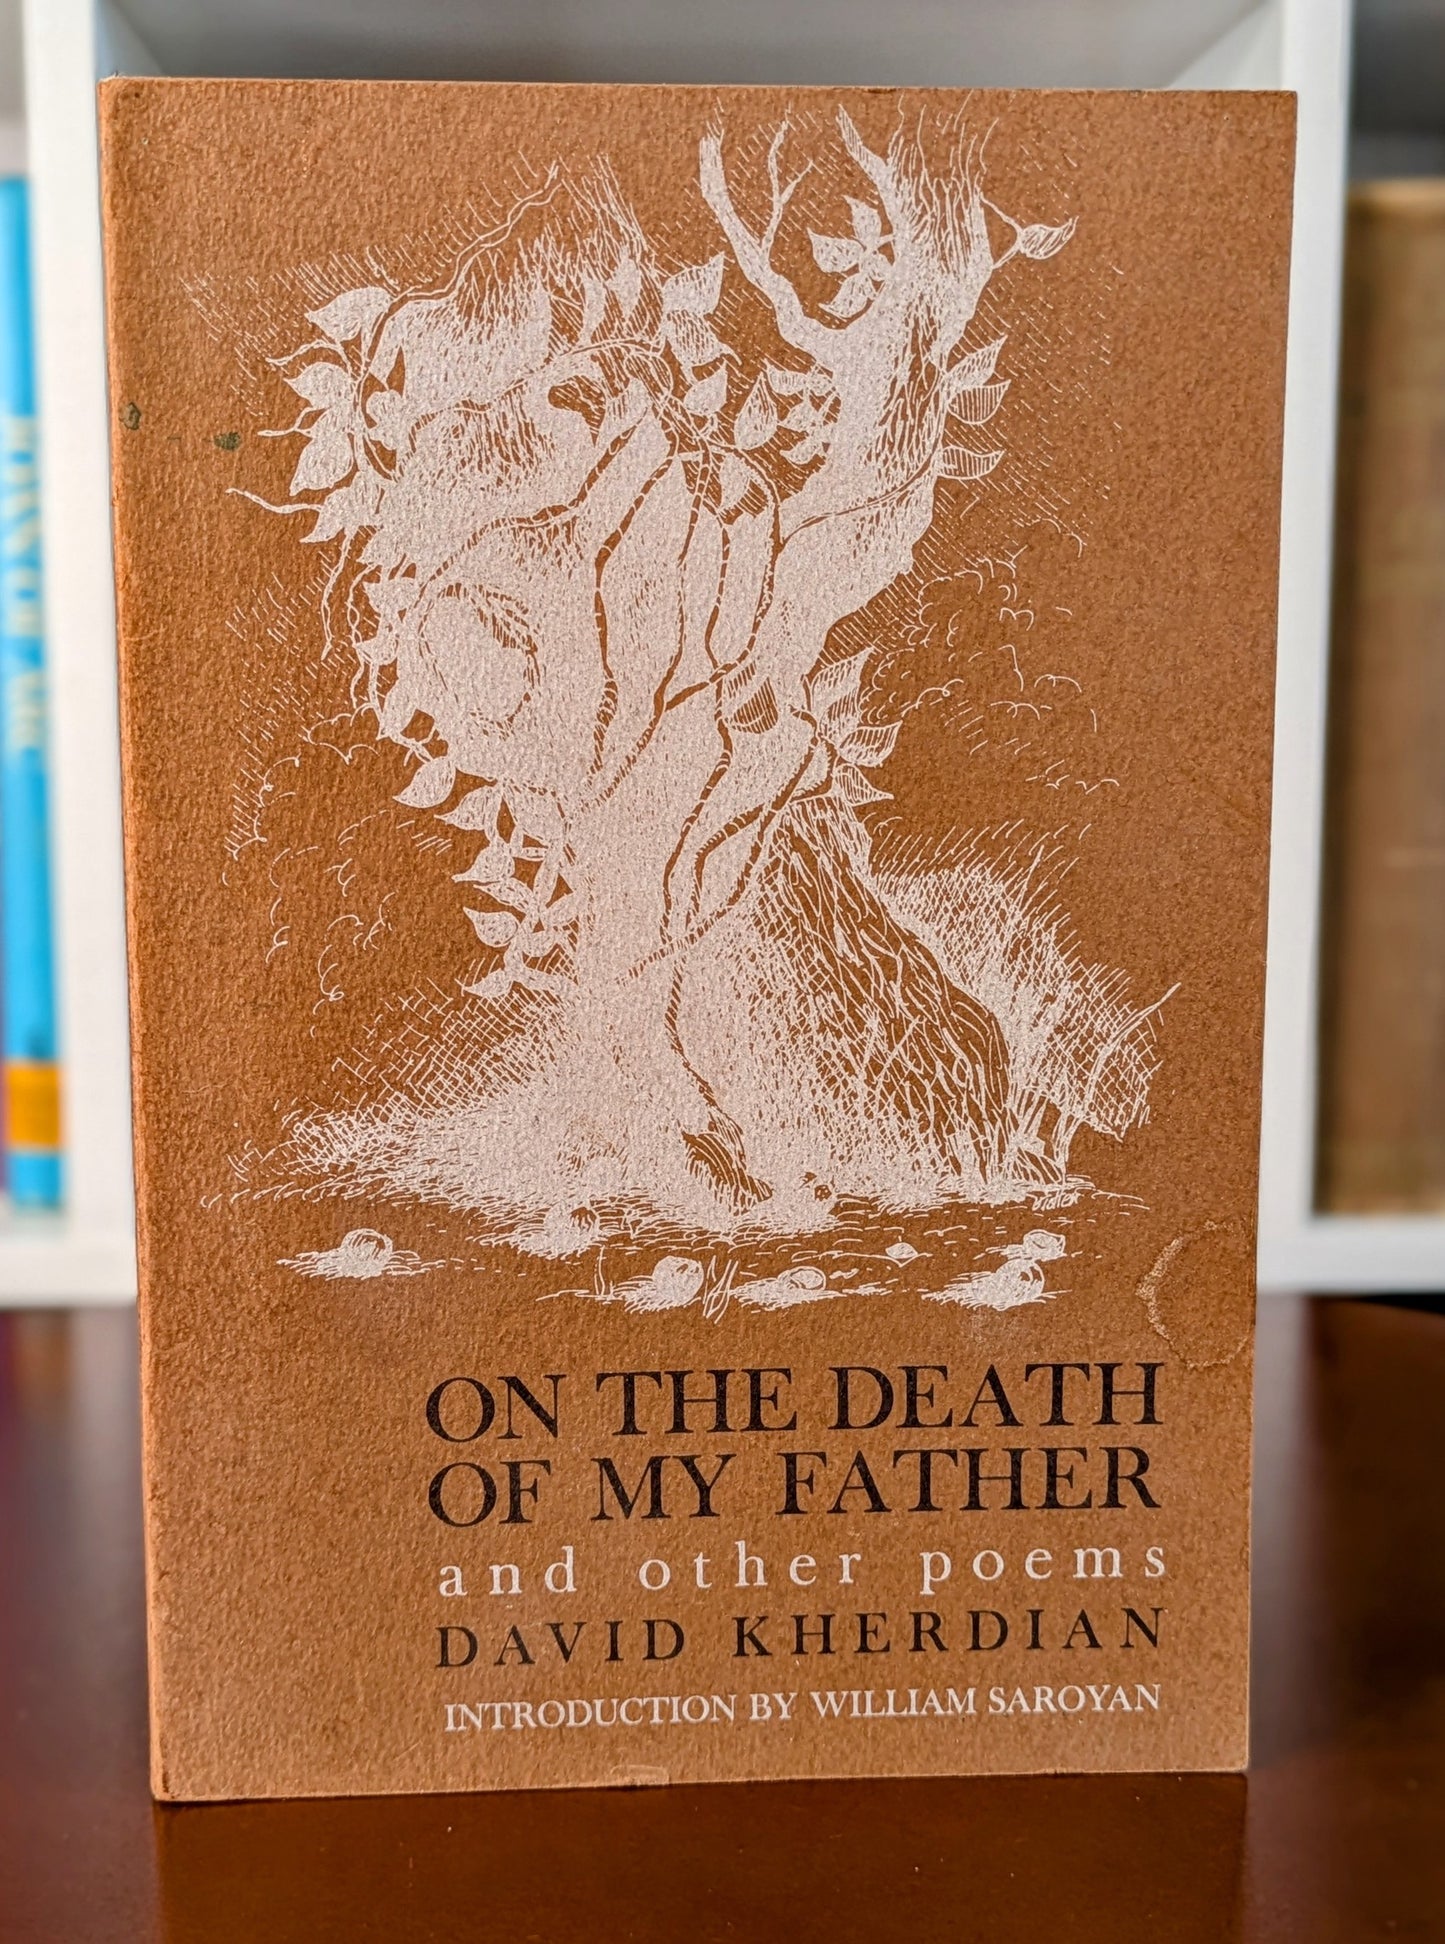 ON THE DEATH
OF MY FATHER
and other poems
DAVID KHERDIAN
INTRODUCTION BY WILLIAM SAROYAN